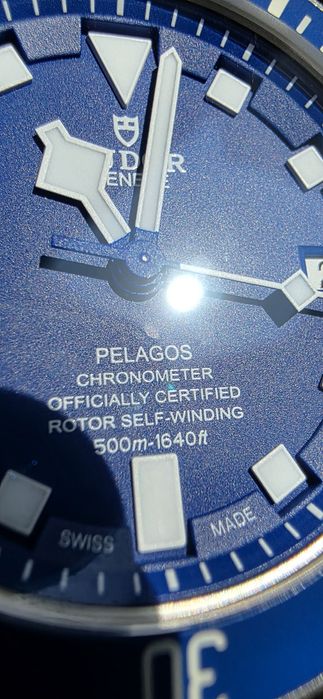 PELAGOS
CHRONOMETER
OFFICIALLY CERTIFIED
ROTOR SELF-WINDING
500m-1640ft
SWISS MADE